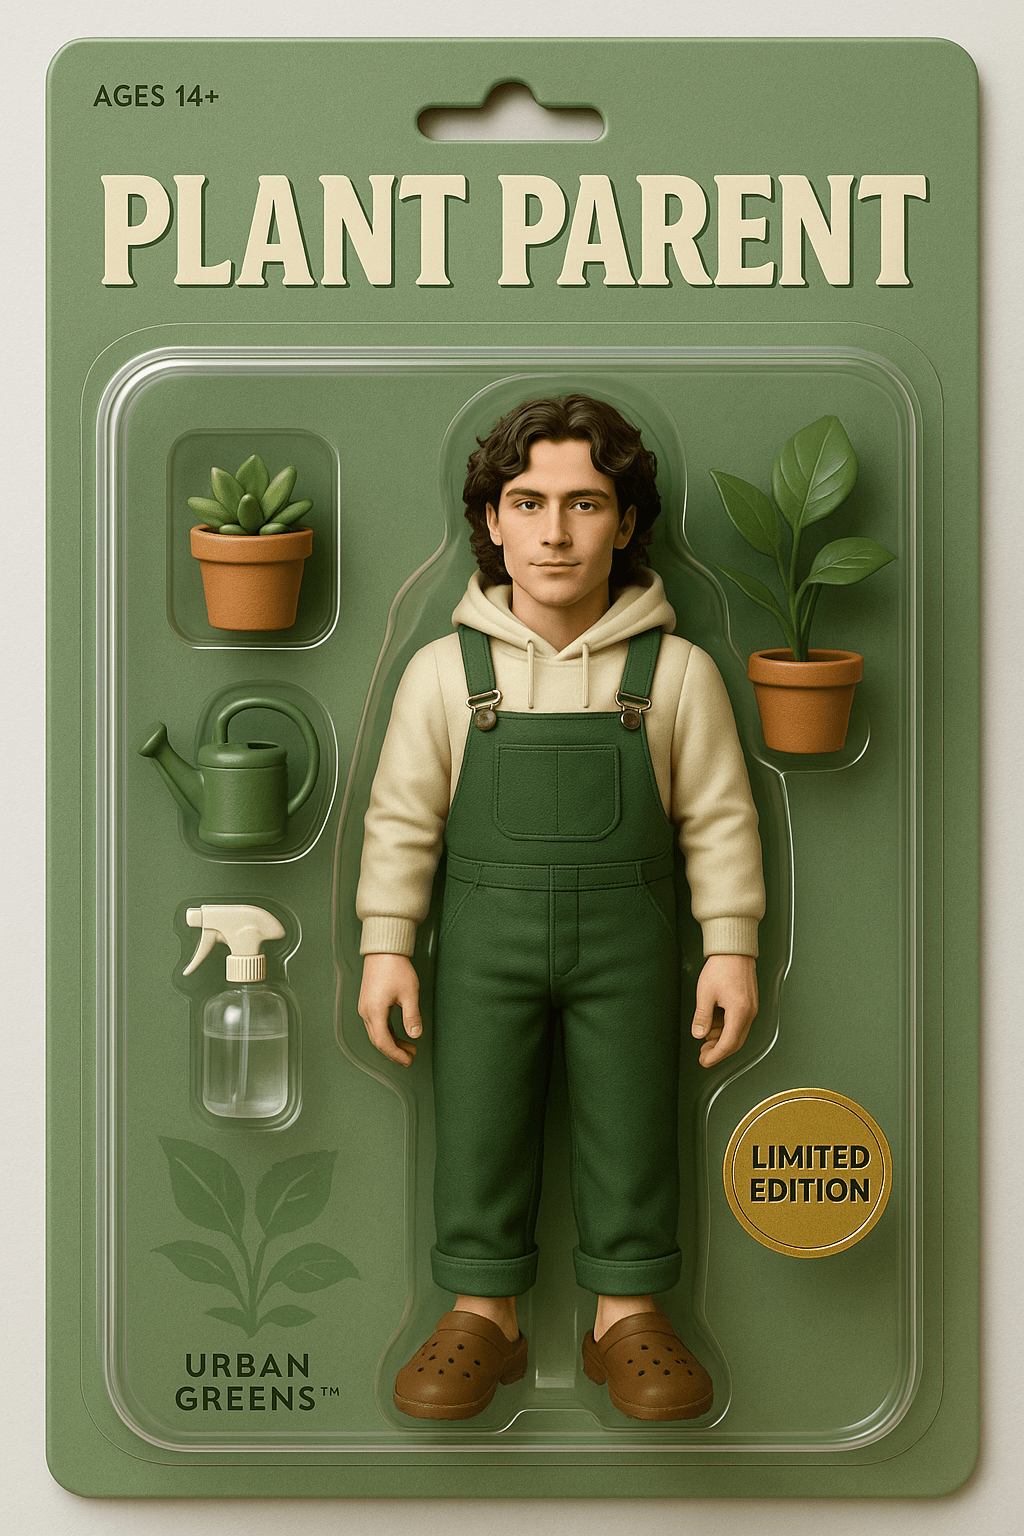 AGES 14+
PLANT PARENT
LIMITED
EDITION
URBAN
GREENS™